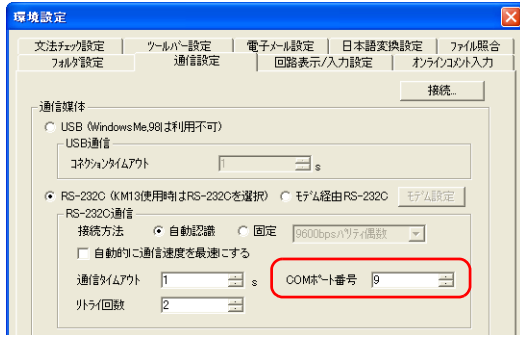 環境設定
文法ﾁｪｯｸ設定 ﾂｰﾙﾊﾞｰ設定 電子ﾒｰﾙ設定 日本語変換設定 ﾌｧｲﾙ照合
ﾌｫﾙﾀﾞ設定 通信設定 回路表示/入力設定 ｵﾝﾗｲﾝｺﾒﾝﾄ入力
接続...
通信媒体
USB (WindowsMe,98は利用不可)
USB通信
ｺﾈｸｼｮﾝﾀｲﾑｱｳﾄ 1 s
RS-232C (KM13使用時はRS-232Cを選択) ﾓﾃﾞﾑ経由RS-232C ﾓﾃﾞﾑ設定
RS-232C通信
接続方法 自動認識 固定 9600bpsﾊﾟﾘﾃｨ偶数
自動的に通信速度を最速にする
通信ﾀｲﾑｱｳﾄ 1 s COMﾎﾟｰﾄ番号 9
ﾘﾄﾗｲ回数 2